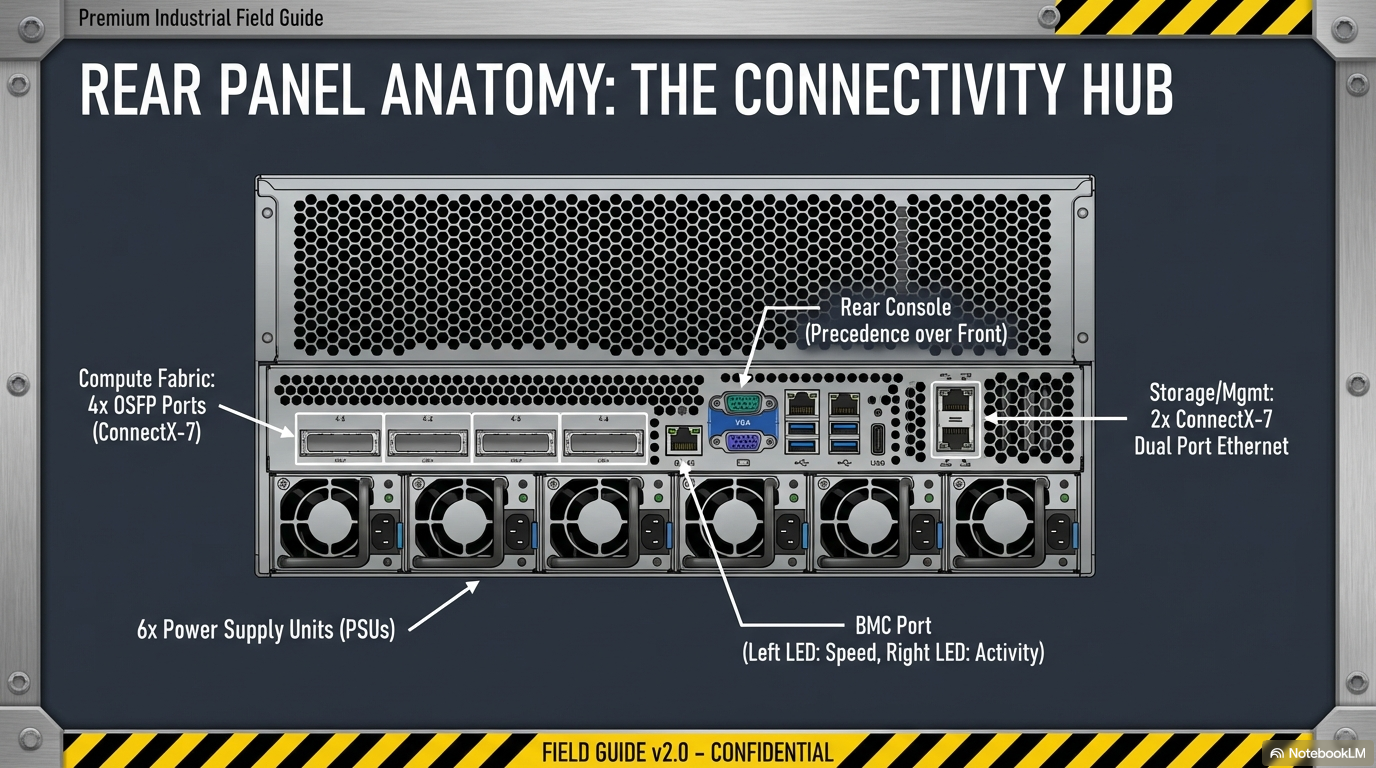 Premium Industrial Field Guide
REAR PANEL ANATOMY: THE CONNECTIVITY HUB
Rear Console
(Precedence over Front)
Compute Fabric:
4x OSFP Ports
(ConnectX-7)
Storage/Mgmt:
2x ConnectX-7
Dual Port Ethernet
VGA
6x Power Supply Units (PSUs)
BMC Port
(Left LED: Speed, Right LED: Activity)
FIELD GUIDE v2.0 – CONFIDENTIAL
NotebookLM